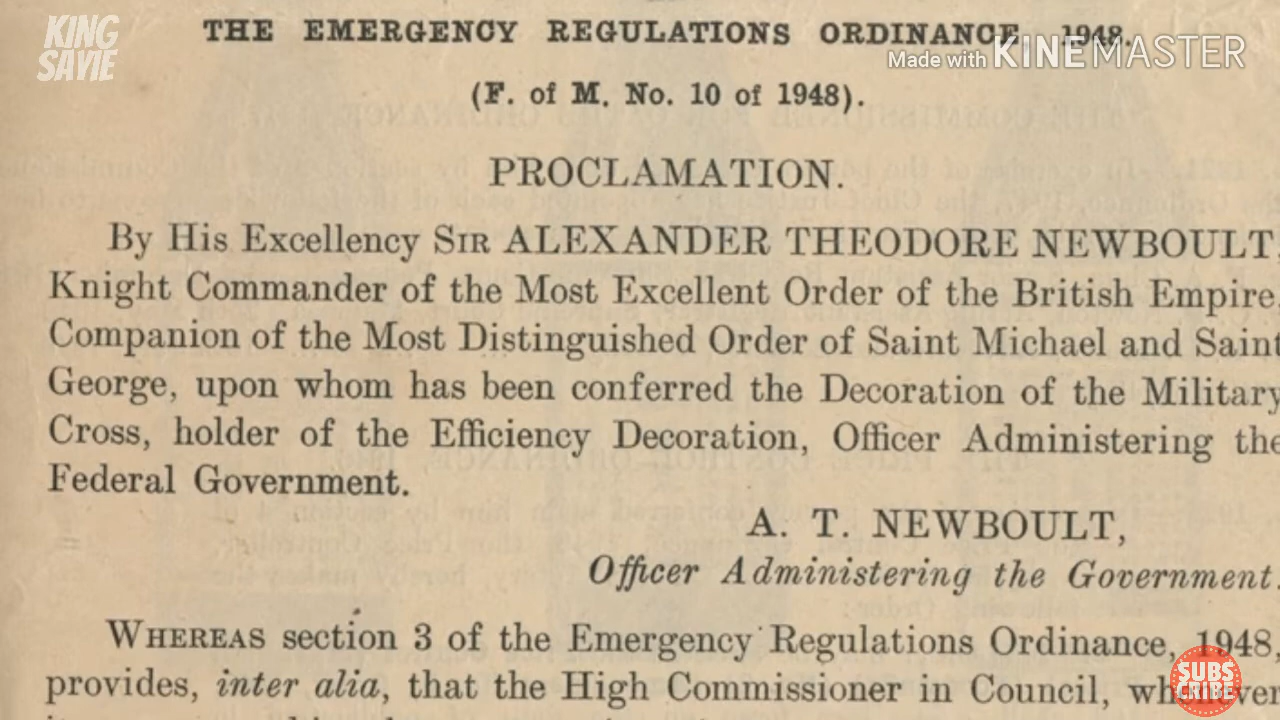 KING
SAVIE
THE EMERGENCY REGULATIONS ORDINANCE, 1948.
Made with KINEMASTER
(F. of M. No. 10 of 1948).
PROCLAMATION.
By His Excellency SIR ALEXANDER THEODORE NEWBOULT,
Knight Commander of the Most Excellent Order of the British Empire,
Companion of the Most Distinguished Order of Saint Michael and Saint
George, upon whom has been conferred the Decoration of the Military
Cross, holder of the Efficiency Decoration, Officer Administering the
Federal Government.
A. T. NEWBOULT,
Officer Administering the Government.
WHEREAS section 3 of the Emergency Regulations Ordinance, 1948,
provides, inter alia, that the High Commissioner in Council, whenever
SUBS
CRIBE